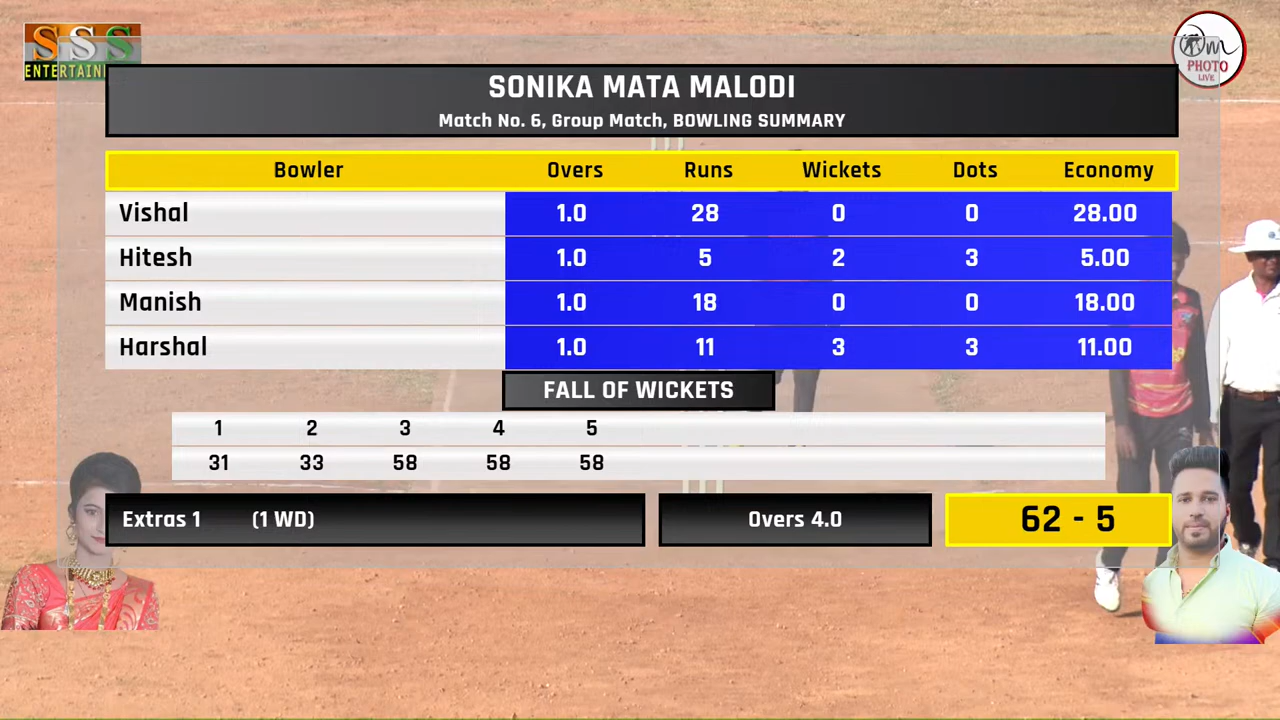 SSS
ENTERTAIN
Om
PHOTO
LIVE
SONIKA MATA MALODI
Match No. 6, Group Match, BOWLING SUMMARY
Bowler Overs Runs Wickets Dots Economy
Vishal 1.0 28 0 0 28.00
Hitesh 1.0 5 2 3 5.00
Manish 1.0 18 0 0 18.00
Harshal 1.0 11 3 3 11.00
FALL OF WICKETS
1 2 3 4 5
31 33 58 58 58
Extras 1 (1 WD) Overs 4.0 62 - 5